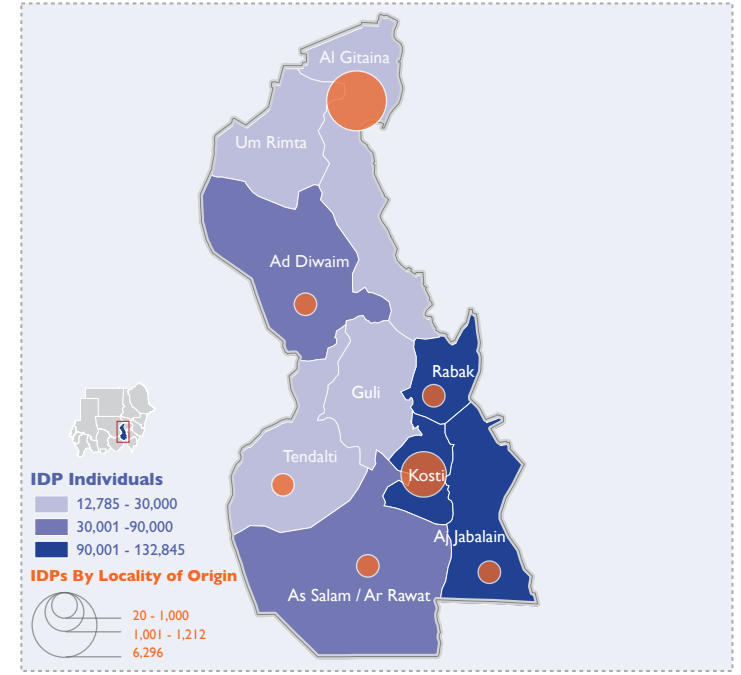 Al Gitaina
Um Rimta
Ad Diwaim
Rabak
Guli
Tendalti
Kosti
Aj Jabalain
As Salam / Ar Rawat
IDP Individuals
12,785 - 30,000
30,001 -90,000
90,001 - 132,845
IDPs By Locality of Origin
20 - 1,000
1,001 - 1,212
6,296